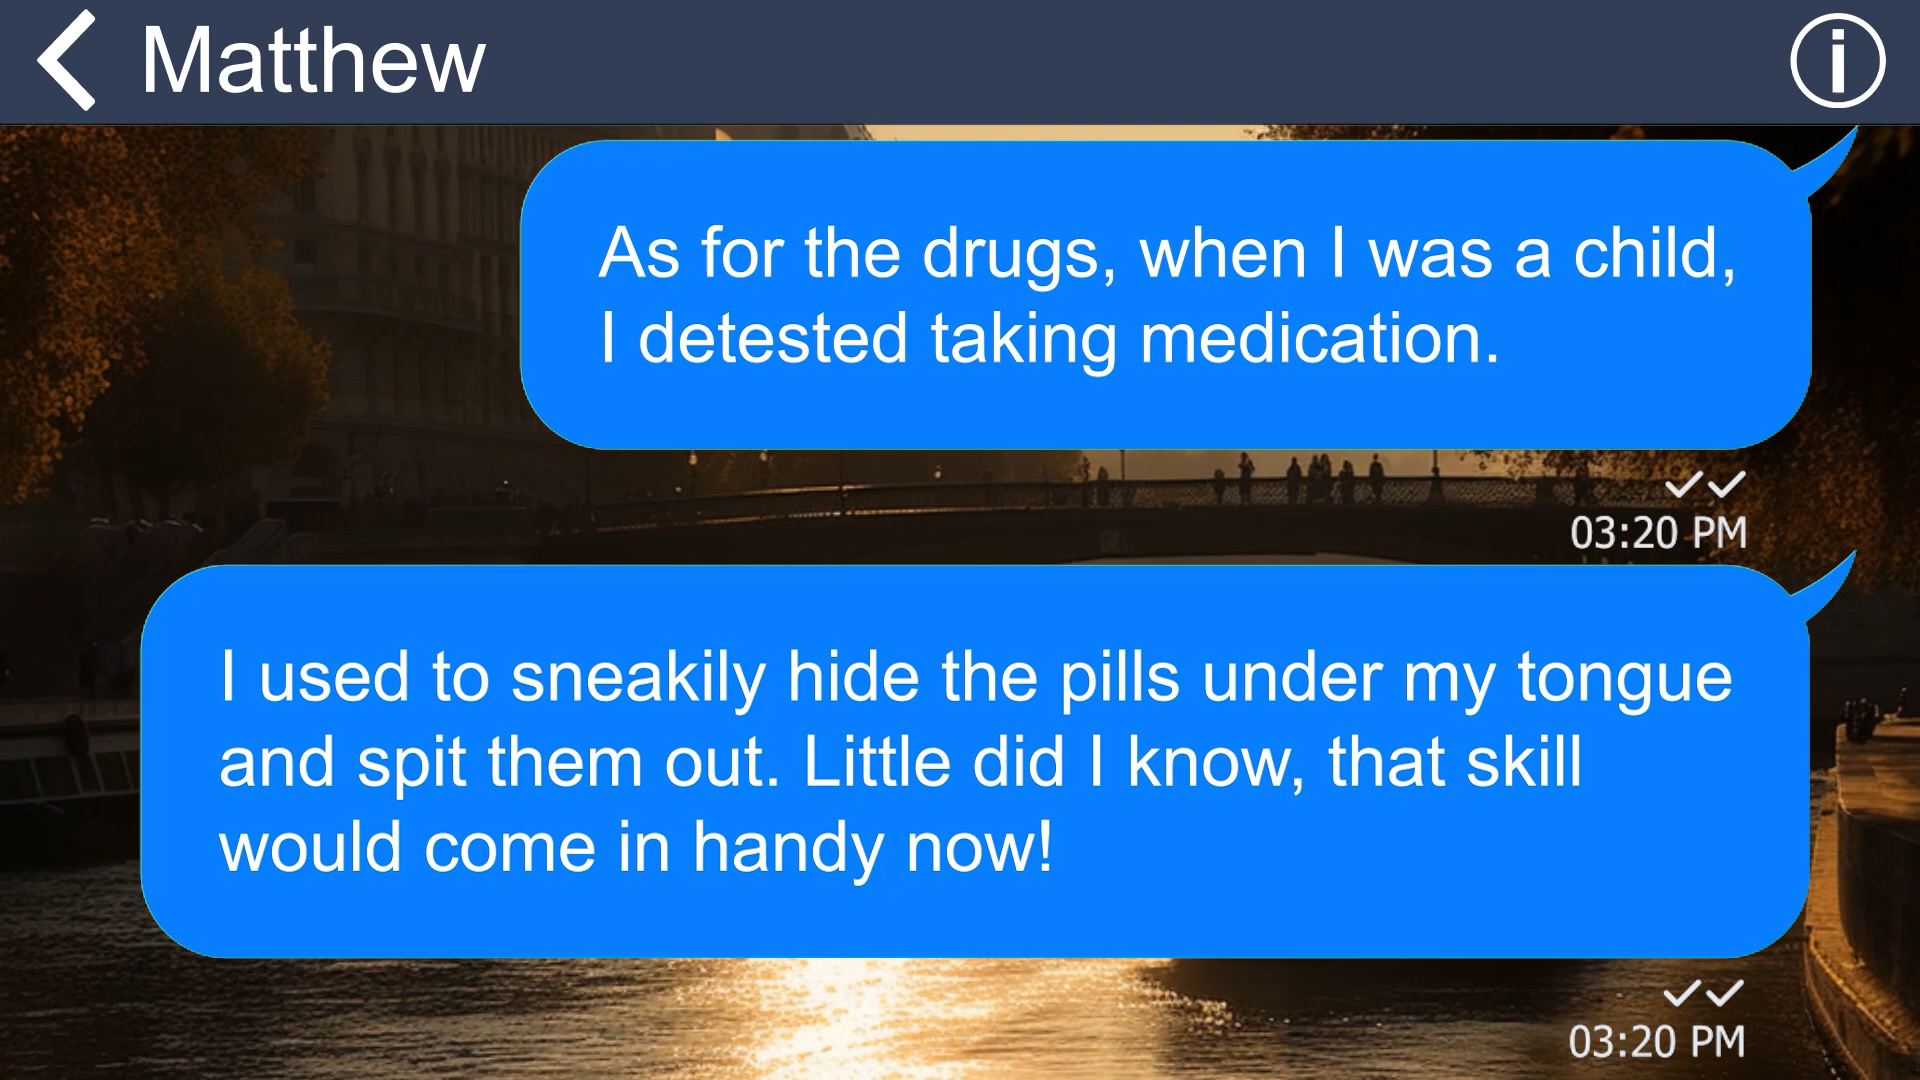 Matthew
As for the drugs, when I was a child,
I detested taking medication.
03:20 PM
I used to sneakily hide the pills under my tongue
and spit them out. Little did I know, that skill
would come in handy now!
03:20 PM